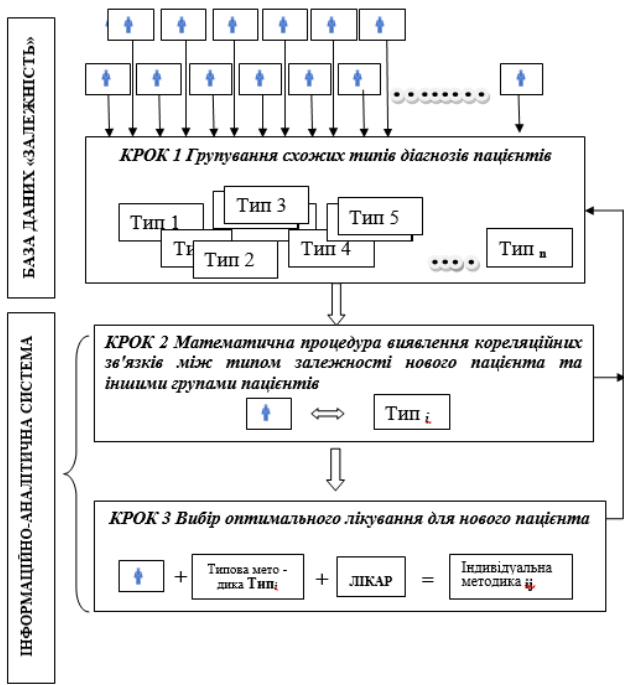 БАЗА ДАНИХ «ЗАЛЕЖНІСТЬ»
КРОК 1 Групування схожих типів діагнозів пацієнтів
Тип 1
Тип 3
Тип 5
Ти
Тип 2
Тип 4
Тип n
ІНФОРМАЦІЙНО-АНАЛІТИЧНА СИСТЕМА
КРОК 2 Математична процедура виявлення кореляційних
зв'язків між типом залежності нового пацієнта та
іншими групами пацієнтів
Тип i
КРОК 3 Вибір оптимального лікування для нового пацієнта
+
Типова мето -
дика Типi
+
ЛІКАР
=
Індивідуальна
методика ij